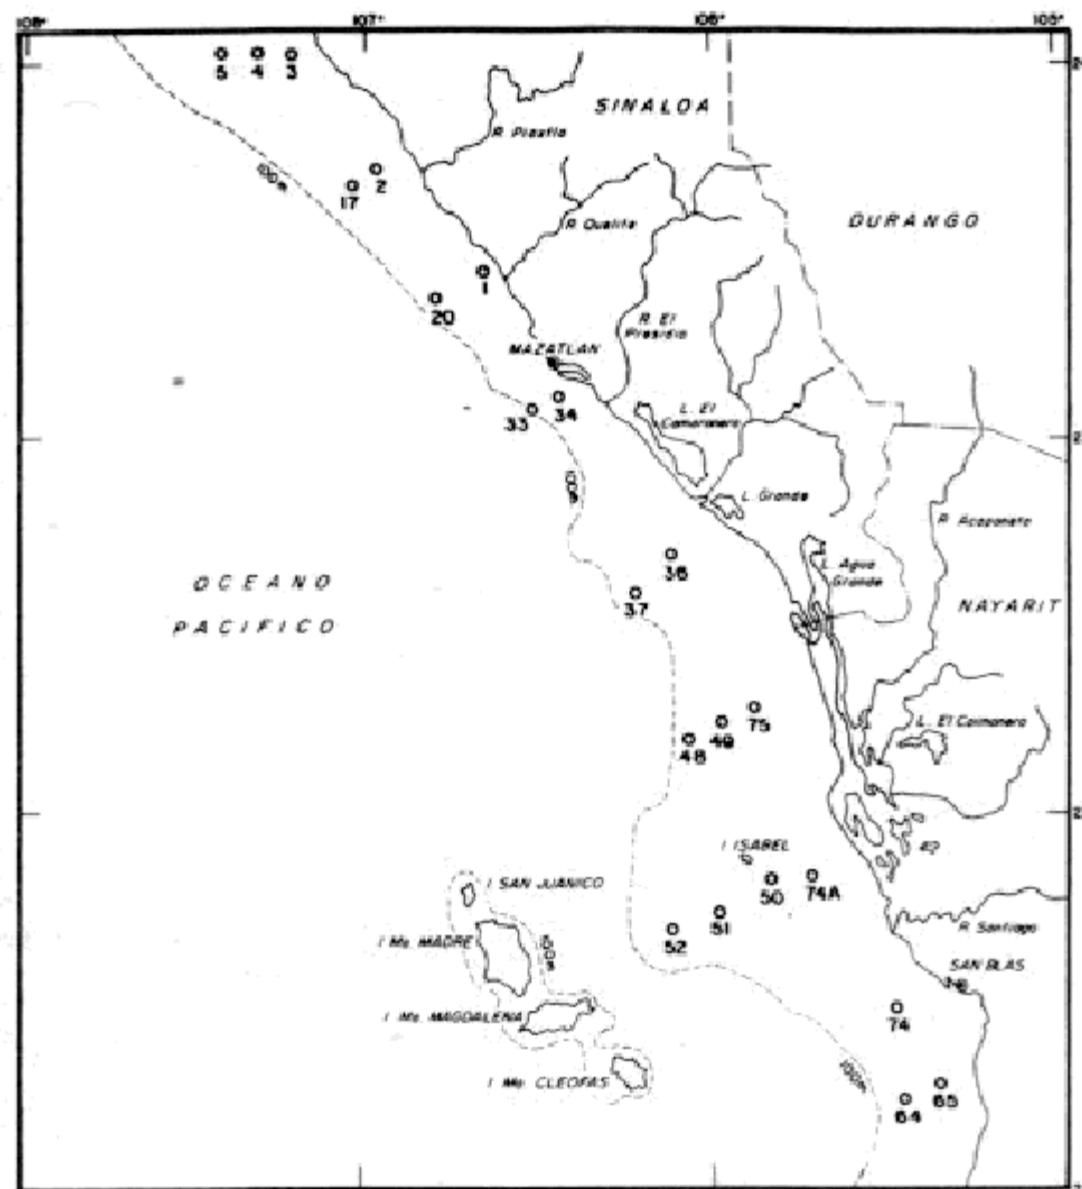 108° 107° 106° 105°
5 4 3
SINALOA
R. Piaxtla
2
17
DURANGO
R. Quelite
1
20
R. El
Presidio
MAZATLAN
34
33
L. El
Caimanero
L. Grande
R. Acaponeta
36
37
L. Agua
Grande
OCEANO
PACIFICO
NAYARIT
75
49
48
L. El Caimanero
I ISABEL
50 74A
I SAN JUANICO
51
52
I Ma. MADRE
R. Santiago
SAN BLAS
I Ma. MAGDALENA
74
I Ma. CLEOFAS
100m
65
64